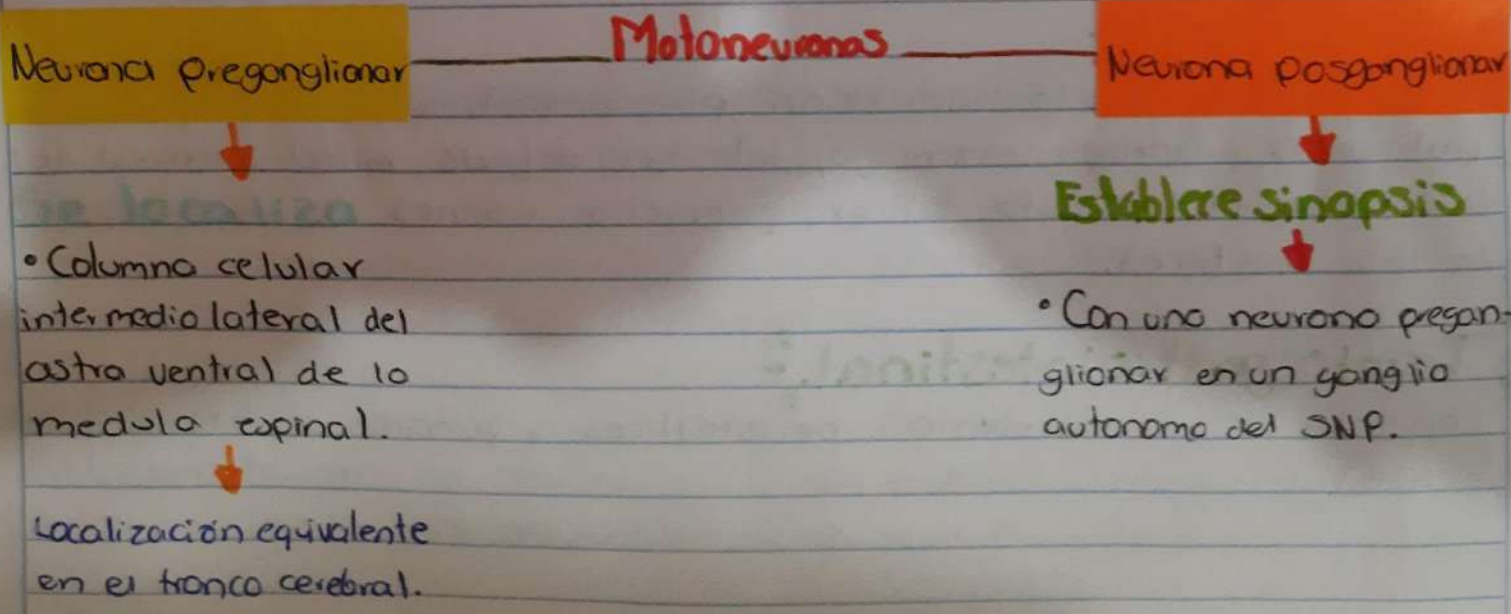 Motoneuronas
Neurona preganglionar
Se localiza
• Columna celular
intermedio lateral del
astra ventral de la
medula espinal.
Localización equivalente
en el tronco cerebral.
Neurona posganglionar
Establece sinapsis
• Con una neurona pregan-
glionar en un ganglio
autonomo del SNP.